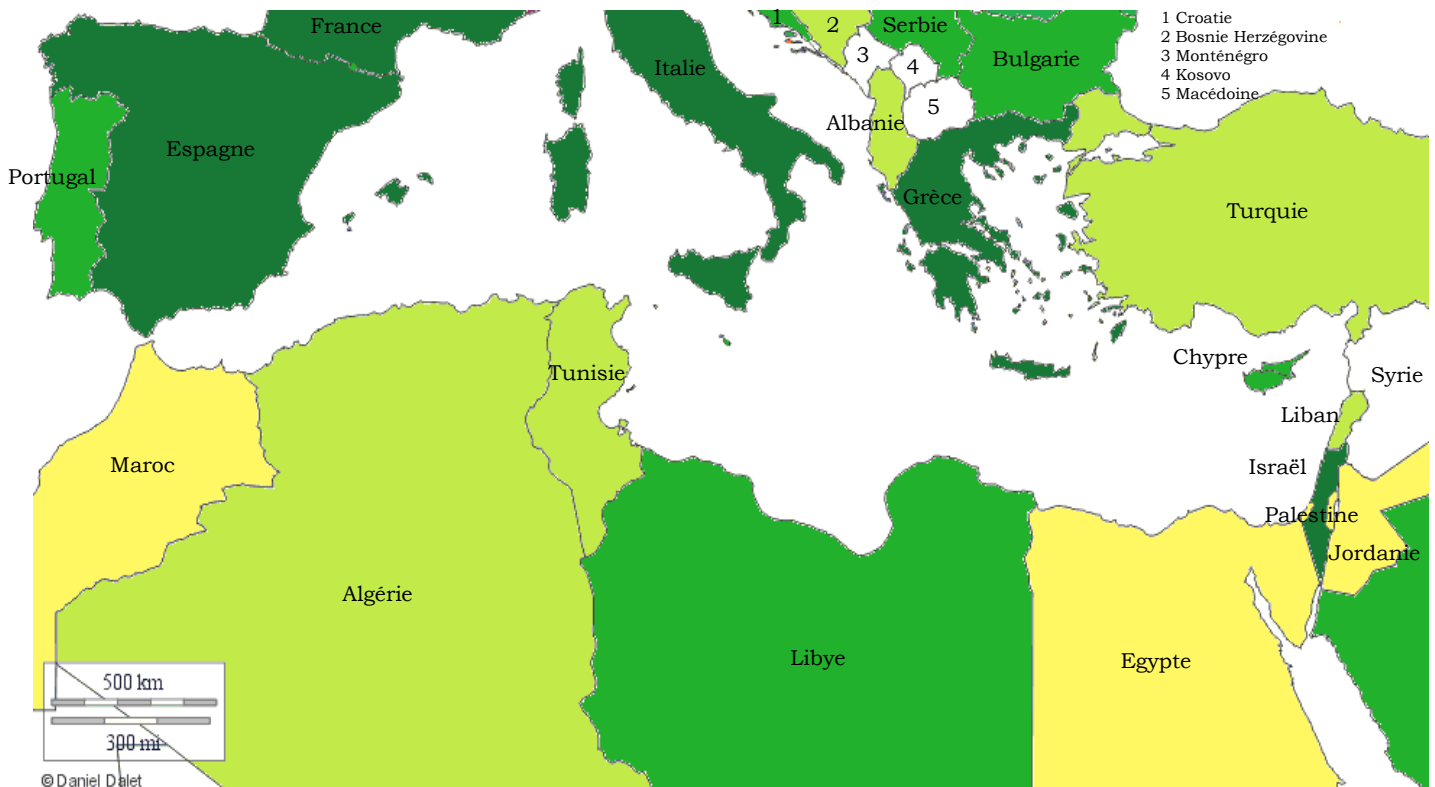 France
1
2
Serbie
1 Croatie
2 Bosnie Herzégovine
3 Monténégro
4 Kosovo
5 Macédoine
3
4
Italie
Bulgarie
5
Albanie
Espagne
Portugal
Grèce
Turquie
Chypre
Tunisie
Syrie
Liban
Maroc
Israël
Palestine
Jordanie
Algérie
Libye
Egypte
500 km
300 mi
© Daniel Dalet